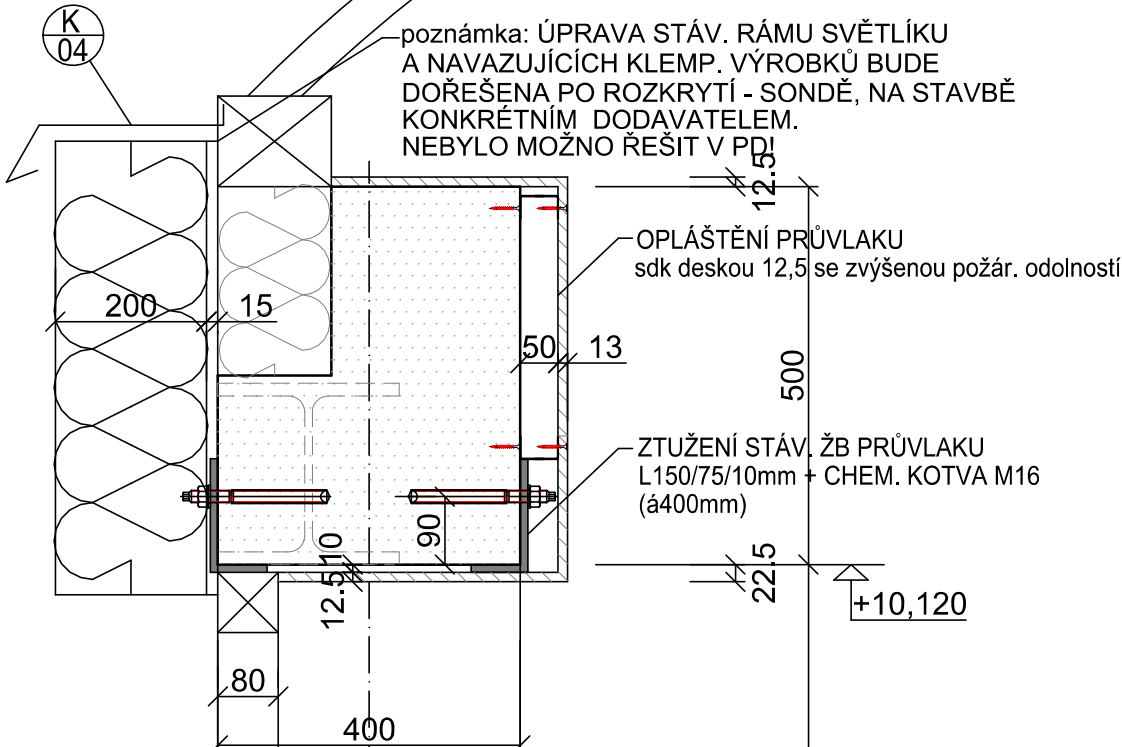 K
04
poznámka: ÚPRAVA STÁV. RÁMU SVĚTLÍKU
A NAVAZUJÍCÍCH KLEMP. VÝROBKŮ BUDE
DOŘEŠENA PO ROZKRYTÍ - SONDĚ, NA STAVBĚ
KONKRÉTNÍM DODAVATELEM.
NEBYLO MOŽNO ŘEŠIT V PD!
12.5
OPLÁŠTĚNÍ PRŮVLAKU
sdk deskou 12,5 se zvýšenou požár. odolností
200
15
50
13
500
ZTUŽENÍ STÁV. ŽB PRŮVLAKU
L150/75/10mm + CHEM. KOTVA M16
(á400mm)
90
10
12.5
22.5
+10,120
80
400